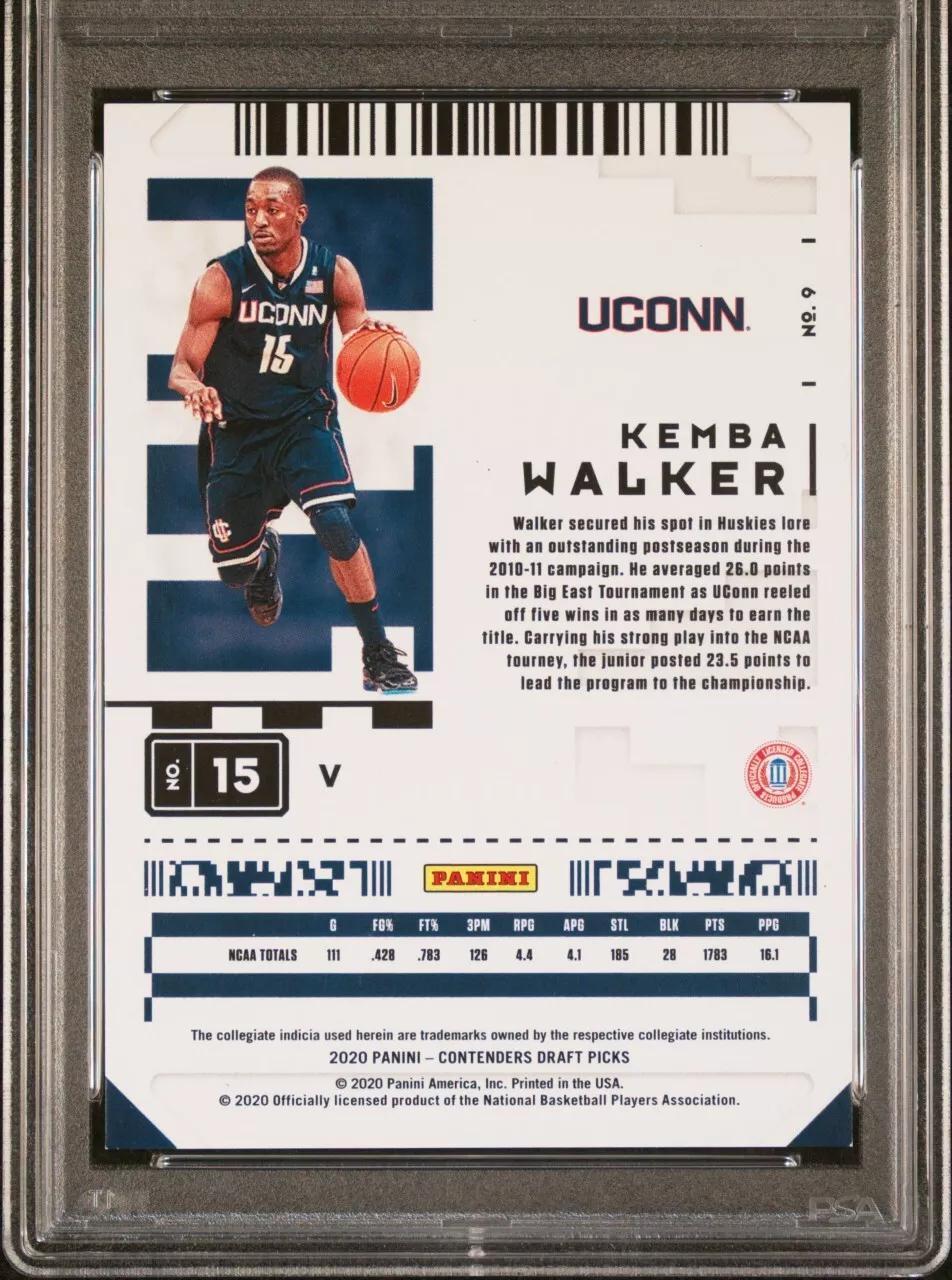 UCONN
15
UCONN
No. 9
KEMBA
WALKER
Walker secured his spot in Huskies lore
with an outstanding postseason during the
2010-11 campaign. He averaged 26.0 points
in the Big East Tournament as UConn reeled
off five wins in as many days to earn the
title. Carrying his strong play into the NCAA
tourney, the junior posted 23.5 points to
lead the program to the championship.
NO. 15 V
OFFICIALLY LICENSED COLLEGIATE PRODUCTS
PANINI
G FG% FT% 3PM RPG APG STL BLK PTS PPG
NCAA TOTALS 111 .428 .783 126 4.4 4.1 185 28 1783 16.1
The collegiate indicia used herein are trademarks owned by the respective collegiate institutions.
2020 PANINI – CONTENDERS DRAFT PICKS
© 2020 Panini America, Inc. Printed in the USA.
© 2020 Officially licensed product of the National Basketball Players Association.
PSA